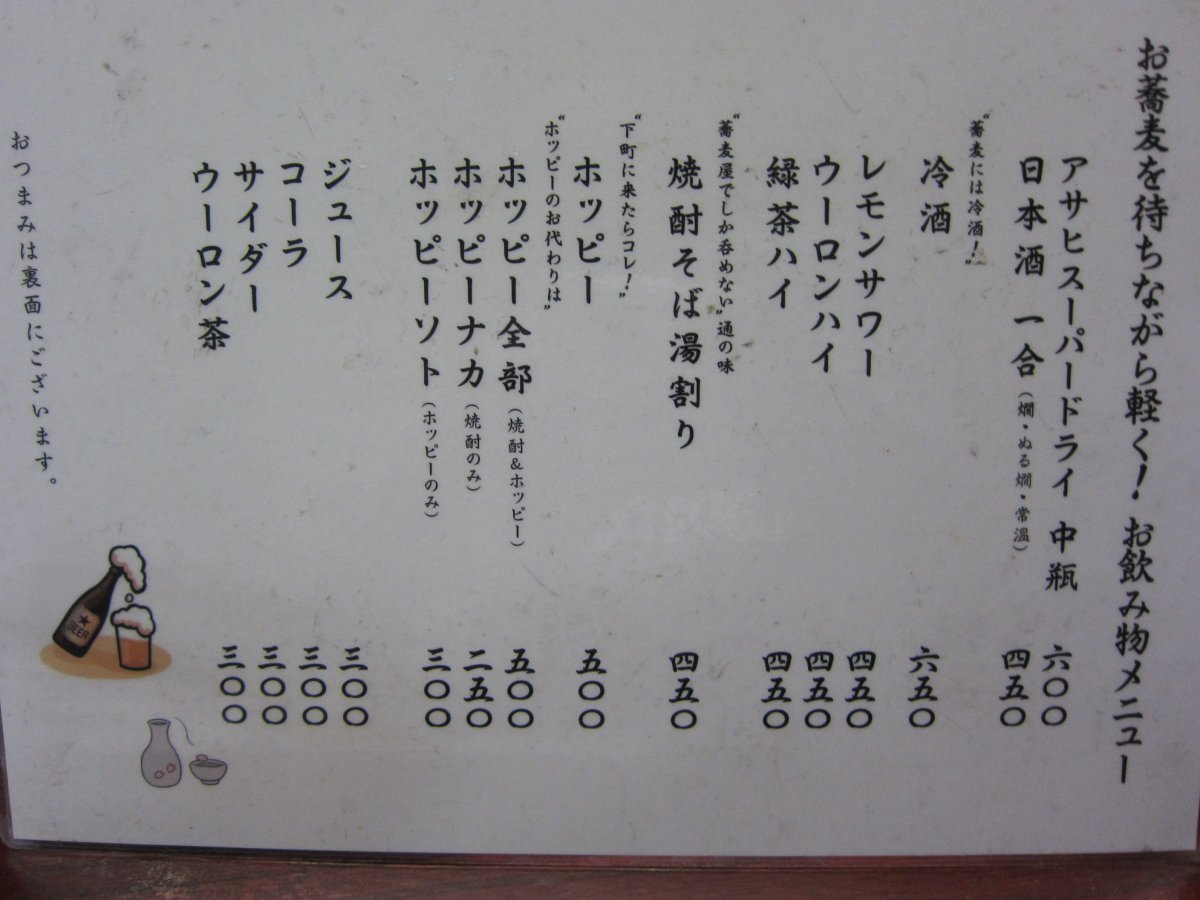 お蕎麦を待ちながら軽く！ お飲み物メニュー
アサヒスーパードライ 中瓶 六〇〇
日本酒 一合（燗・ぬる燗・常温） 四五〇
“蕎麦には冷酒！”
冷酒 六五〇
レモンサワー 四五〇
ウーロンハイ 四五〇
緑茶ハイ 四五〇
“蕎麦屋でしか呑めない”通の味
焼酎そば湯割り 四五〇
“下町に来たらコレ！”
ホッピー 五〇〇
“ホッピーのお代わりは”
ホッピー全部（焼酎&ホッピー） 五〇〇
ホッピーナカ（焼酎のみ） 二五〇
ホッピーソト（ホッピーのみ） 三〇〇
ジュース 三〇〇
コーラ 三〇〇
サイダー 三〇〇
ウーロン茶 三〇〇
おつまみは裏面にございます。
BEER